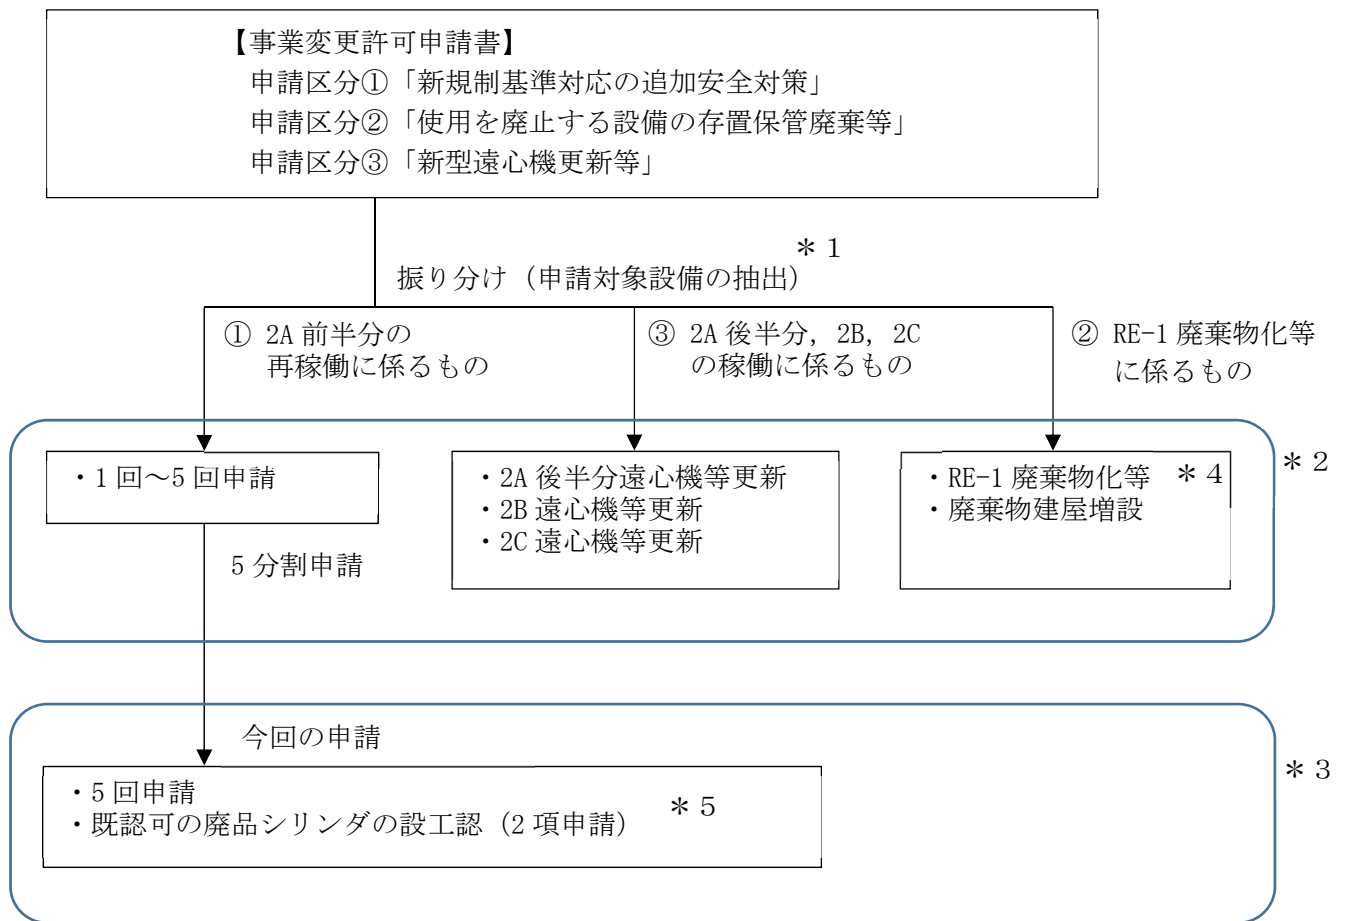 【事業変更許可申請書】
申請区分①「新規制基準対応の追加安全対策」
申請区分②「使用を廃止する設備の存置保管廃棄等」
申請区分③「新型遠心機更新等」
＊１
振り分け（申請対象設備の抽出）
① 2A 前半分の
再稼働に係るもの
③ 2A 後半分，2B，2C
の稼働に係るもの
② RE-1 廃棄物化等
に係るもの
＊２
・1 回～5 回申請
・2A 後半分遠心機等更新
・2B 遠心機等更新
・2C 遠心機等更新
・RE-1 廃棄物化等 ＊４
・廃棄物建屋増設
5 分割申請
今回の申請
＊３
・5 回申請
・既認可の廃品シリンダの設工認（2 項申請） ＊５